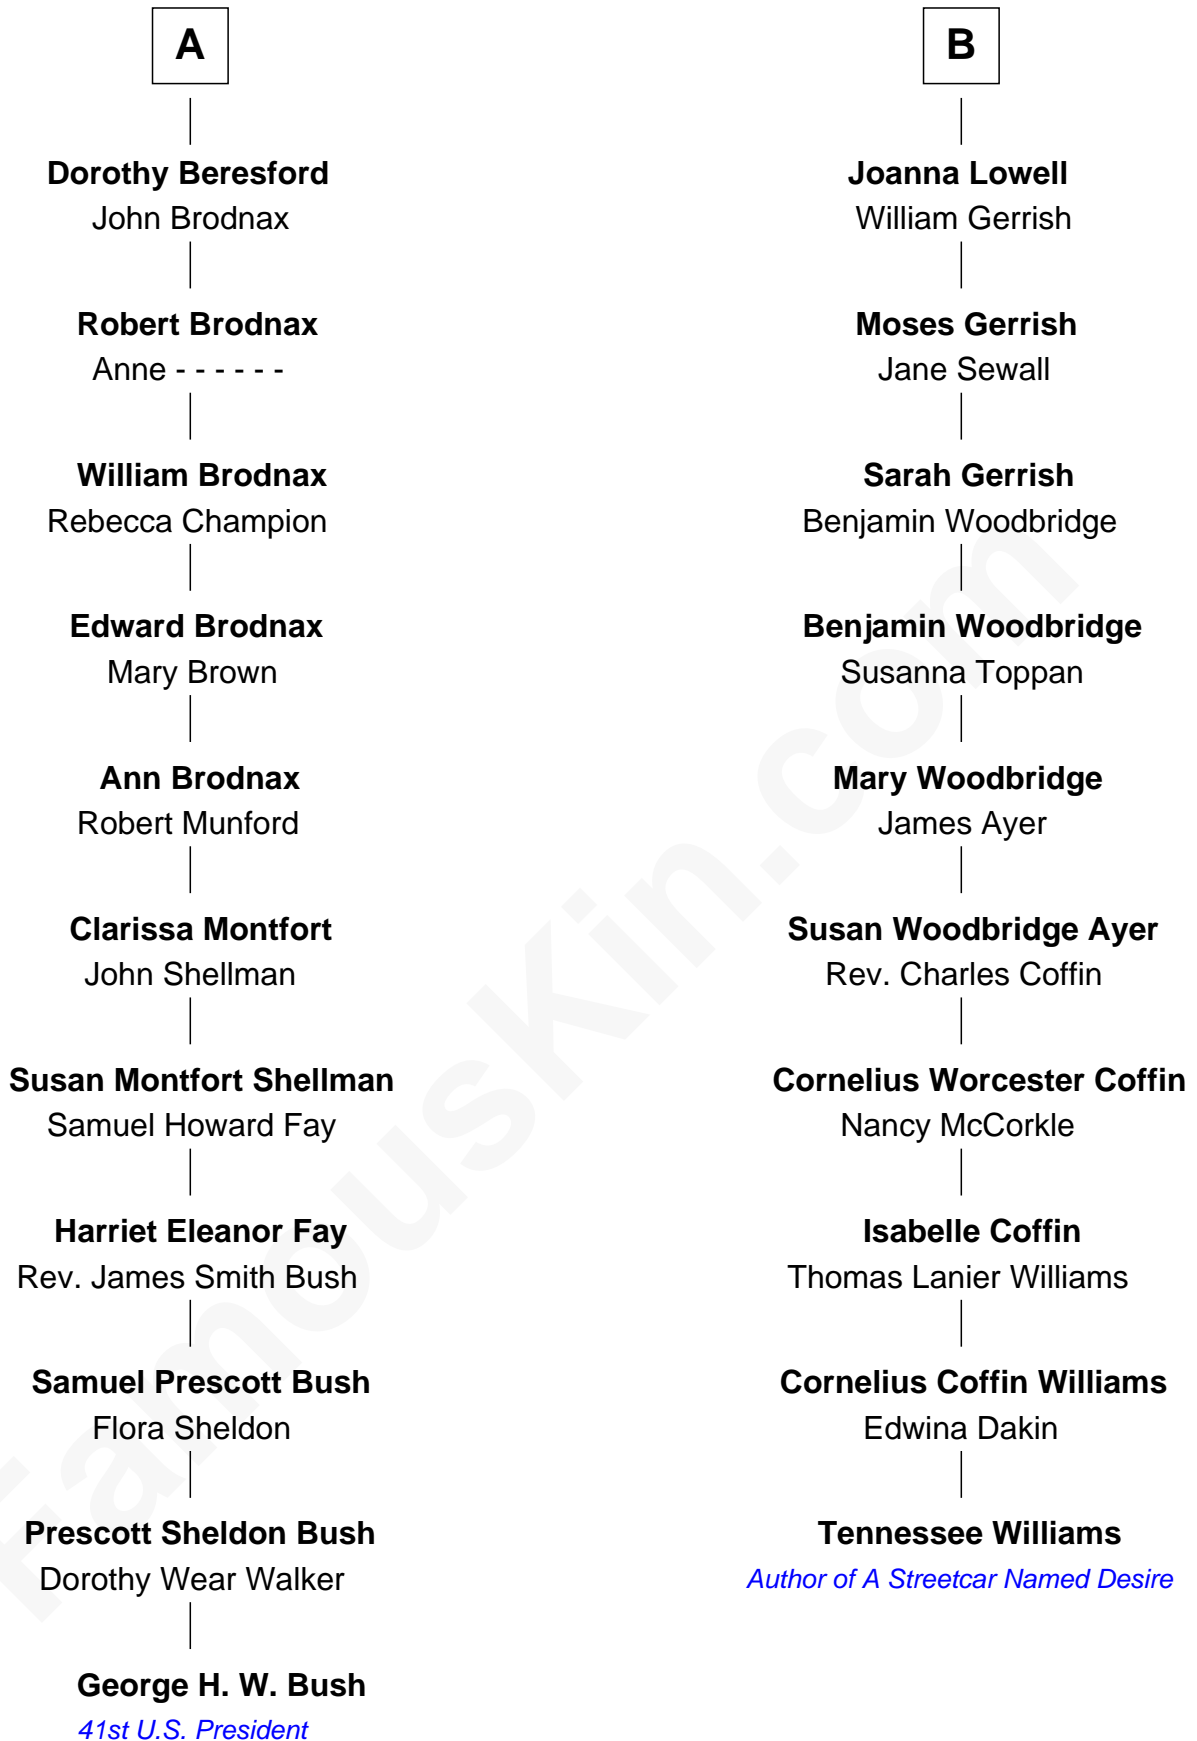 A
Dorothy Beresford
John Brodnax
Robert Brodnax
Anne - - - - - -
William Brodnax
Rebecca Champion
Edward Brodnax
Mary Brown
Ann Brodnax
Robert Munford
Clarissa Montfort
John Shellman
Susan Montfort Shellman
Samuel Howard Fay
Harriet Eleanor Fay
Rev. James Smith Bush
Samuel Prescott Bush
Flora Sheldon
Prescott Sheldon Bush
Dorothy Wear Walker
George H. W. Bush
41st U.S. President
B
Joanna Lowell
William Gerrish
Moses Gerrish
Jane Sewall
Sarah Gerrish
Benjamin Woodbridge
Benjamin Woodbridge
Susanna Toppan
Mary Woodbridge
James Ayer
Susan Woodbridge Ayer
Rev. Charles Coffin
Cornelius Worcester Coffin
Nancy McCorkle
Isabelle Coffin
Thomas Lanier Williams
Cornelius Coffin Williams
Edwina Dakin
Tennessee Williams
Author of A Streetcar Named Desire
FamousKin.com